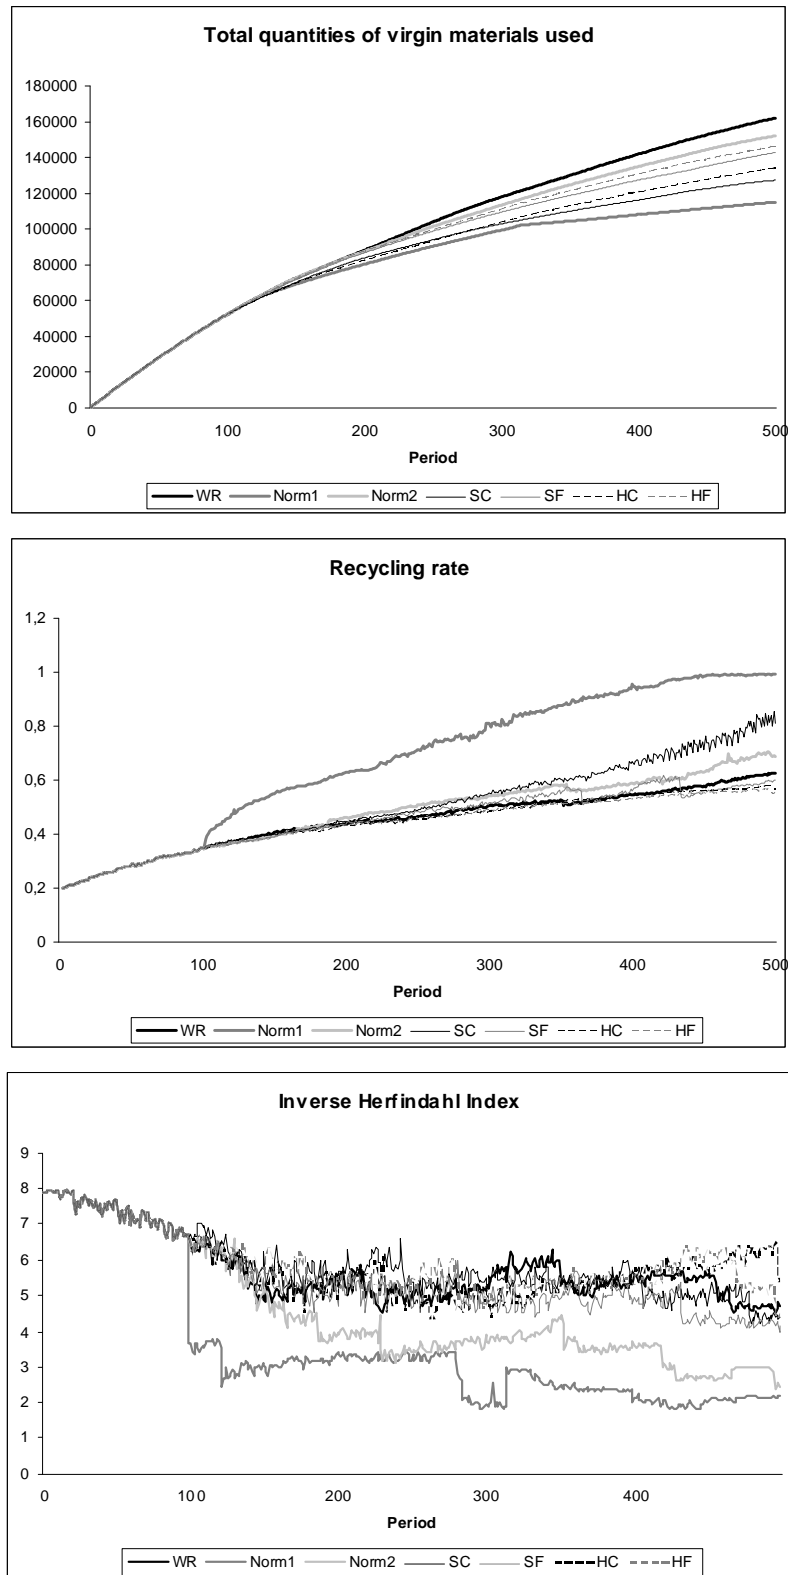 Total quantities of virgin materials used
180000
160000
140000
120000
100000
80000
60000
40000
20000
0
0 100 200 300 400 500
Period
WR Norm1 Norm2 SC SF HC HF
Recycling rate
1,2
1
0,8
0,6
0,4
0,2
0
0 100 200 300 400 500
Period
WR Norm1 Norm2 SC SF HC HF
Inverse Herfindahl Index
9
8
7
6
5
4
3
2
1
0
0 100 200 300 400
Period
WR Norm1 Norm2 SC SF HC HF